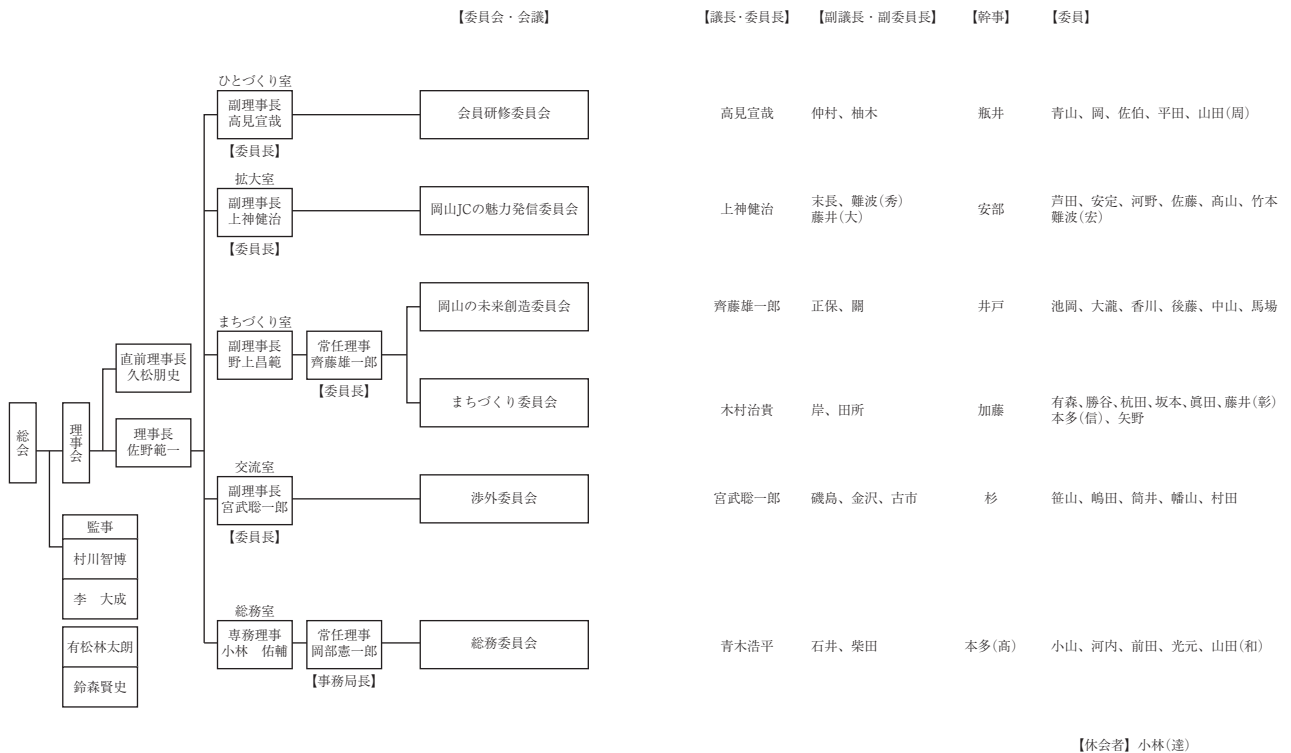 【委員会・会議】
【議長・委員長】
【副議長・副委員長】
【幹事】
【委員】
総会
理事会
直前理事長
久松朋史
理事長
佐野範一
監事
村川智博
李　大成
有松林太朗
鈴森賢史
ひとづくり室
副理事長
高見宣哉
【委員長】
会員研修委員会
高見宣哉
仲村、柚木
瓶井
青山、岡、佐伯、平田、山田（周）
拡大室
副理事長
上神健治
【委員長】
岡山JCの魅力発信委員会
上神健治
末長、難波（秀）
藤井（大）
安部
芦田、安定、河野、佐藤、髙山、竹本
難波（宏）
まちづくり室
副理事長
野上昌範
常任理事
齊藤雄一郎
【委員長】
岡山の未来創造委員会
齊藤雄一郎
正保、闘
井戸
池岡、大瀧、香川、後藤、中山、馬場
まちづくり委員会
木村治貴
岸、田所
加藤
有森、勝谷、杭田、坂本、眞田、藤井（彰）
本多（信）、矢野
交流室
副理事長
宮武聡一郎
【委員長】
渉外委員会
宮武聡一郎
磯島、金沢、古市
杉
笹山、嶋田、筒井、幡山、村田
総務室
専務理事
小林　佑輔
常任理事
岡部憲一郎
【事務局長】
総務委員会
青木浩平
石井、柴田
本多（髙）
小山、河内、前田、光元、山田（和）
【休会者】小林（達）